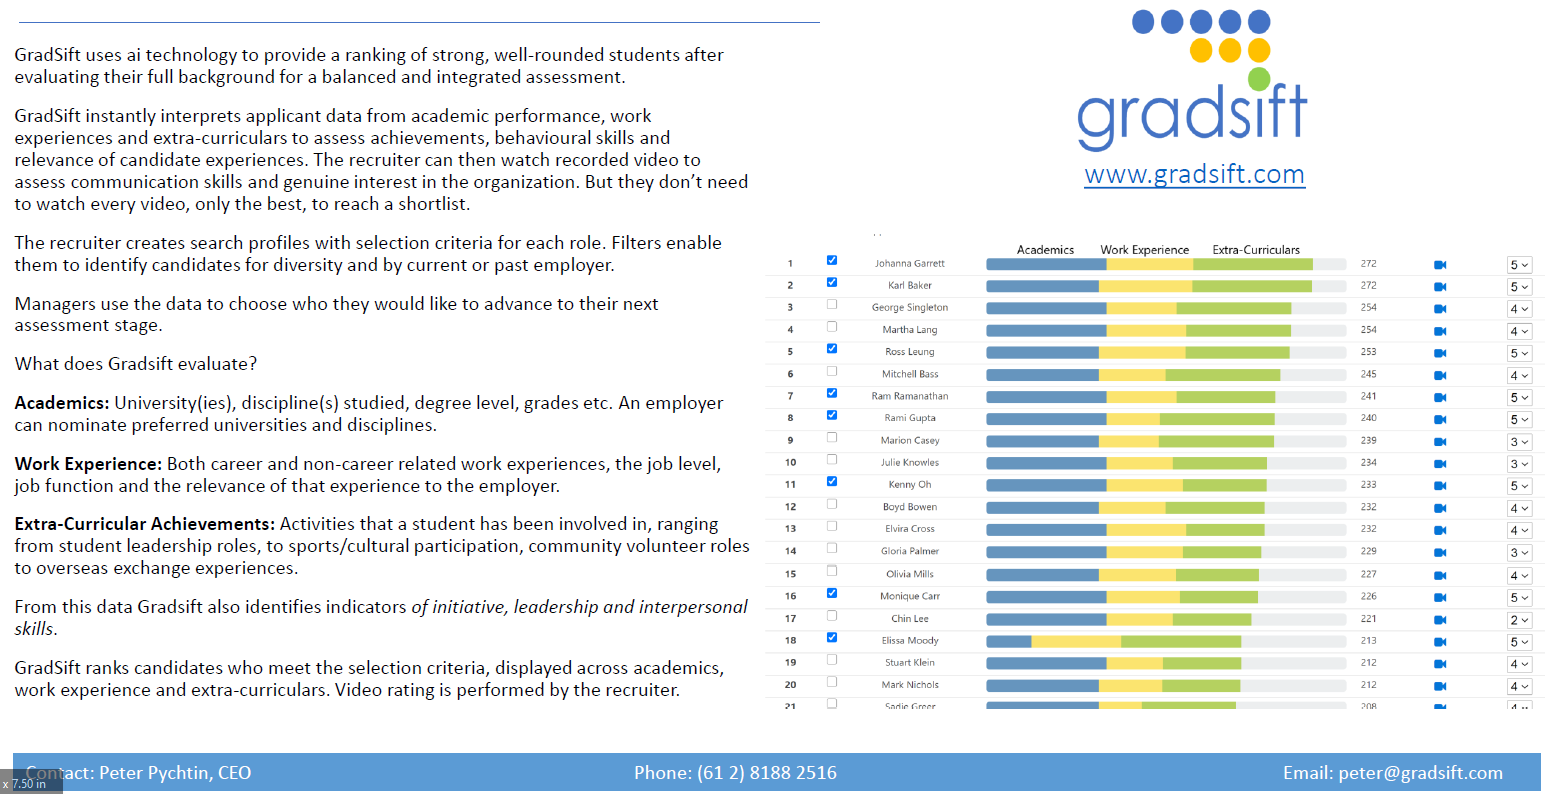 GradSift uses ai technology to provide a ranking of strong, well-rounded students after
evaluating their full background for a balanced and integrated assessment.
GradSift instantly interprets applicant data from academic performance, work
experiences and extra-curriculars to assess achievements, behavioural skills and
relevance of candidate experiences. The recruiter can then watch recorded video to
assess communication skills and genuine interest in the organization. But they don’t need
to watch every video, only the best, to reach a shortlist.
The recruiter creates search profiles with selection criteria for each role. Filters enable
them to identify candidates for diversity and by current or past employer.
Managers use the data to choose who they would like to advance to their next
assessment stage.
What does Gradsift evaluate?
Academics: University(ies), discipline(s) studied, degree level, grades etc. An employer
can nominate preferred universities and disciplines.
Work Experience: Both career and non-career related work experiences, the job level,
job function and the relevance of that experience to the employer.
Extra-Curricular Achievements: Activities that a student has been involved in, ranging
from student leadership roles, to sports/cultural participation, community volunteer roles
to overseas exchange experiences.
From this data Gradsift also identifies indicators of initiative, leadership and interpersonal
skills.
GradSift ranks candidates who meet the selection criteria, displayed across academics,
work experience and extra-curriculars. Video rating is performed by the recruiter.
gradsift
www.gradsift.com
Academics Work Experience Extra-Curriculars
1 Johanna Garrett 272 5
2 Karl Baker 272 5
3 George Singleton 254 4
4 Martha Lang 254 4
5 Ross Leung 253 5
6 Mitchell Bass 245 4
7 Ram Ramanathan 241 5
8 Rami Gupta 240 5
9 Marion Casey 239 3
10 Julie Knowles 234 3
11 Kenny Oh 233 5
12 Boyd Bowen 232 4
13 Elvira Cross 232 4
14 Gloria Palmer 229 3
15 Olivia Mills 227 4
16 Monique Carr 226 5
17 Chin Lee 221 2
18 Elissa Moody 213 5
19 Stuart Klein 212 4
20 Mark Nichols 212 4
21 Sadie Greer 208 4
Contact: Peter Pychtin, CEO Phone: (61 2) 8188 2516 Email: peter@gradsift.com
x 7.50 in